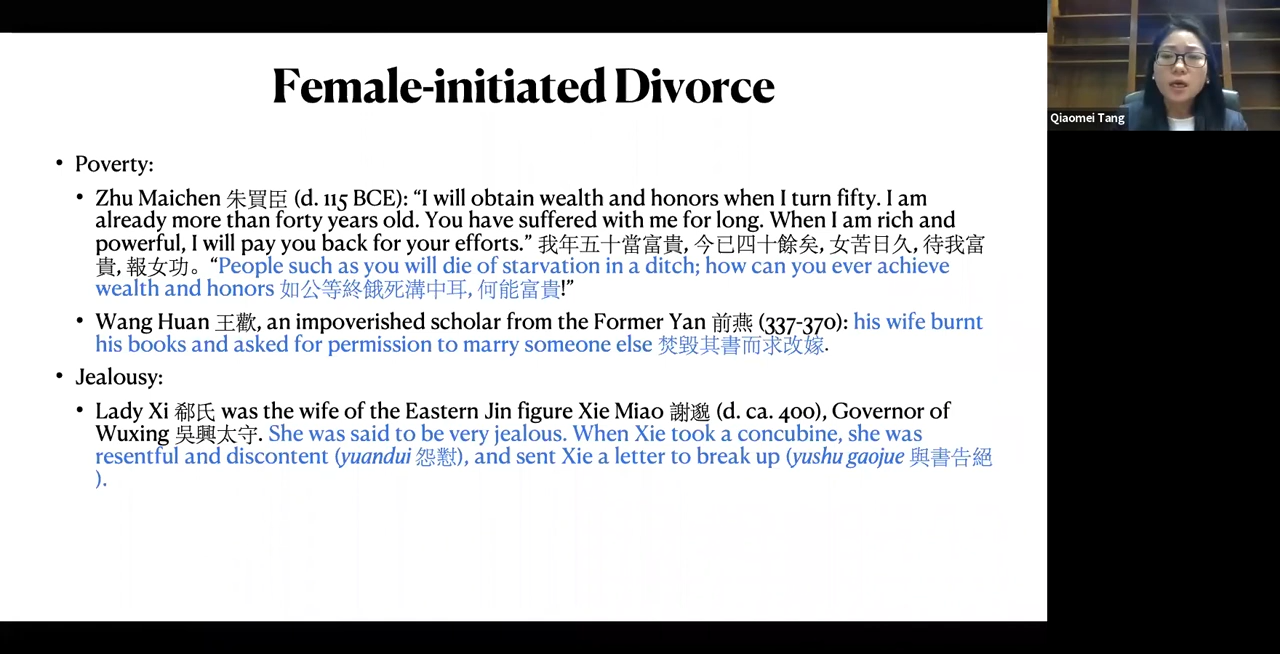 Female-initiated Divorce
• Poverty:
• Zhu Maichen 朱買臣 (d. 115 BCE): “I will obtain wealth and honors when I turn fifty. I am
already more than forty years old. You have suffered with me for long. When I am rich and
powerful, I will pay you back for your efforts.” 我年五十當富貴, 今已四十餘矣, 女苦日久, 待我富
貴, 報女功。“People such as you will die of starvation in a ditch; how can you ever achieve
wealth and honors 如公等終餓死溝中耳, 何能富貴!”
• Wang Huan 王歡, an impoverished scholar from the Former Yan 前燕 (337-370): his wife burnt
his books and asked for permission to marry someone else 焚毀其書而求改嫁.
• Jealousy:
• Lady Xi 郗氏 was the wife of the Eastern Jin figure Xie Miao 謝邈 (d. ca. 400), Governor of
Wuxing 吳興太守. She was said to be very jealous. When Xie took a concubine, she was
resentful and discontent (yuandui 怨懟), and sent Xie a letter to break up (yushu gaojue 與書告絕
).
Qiaomei Tang